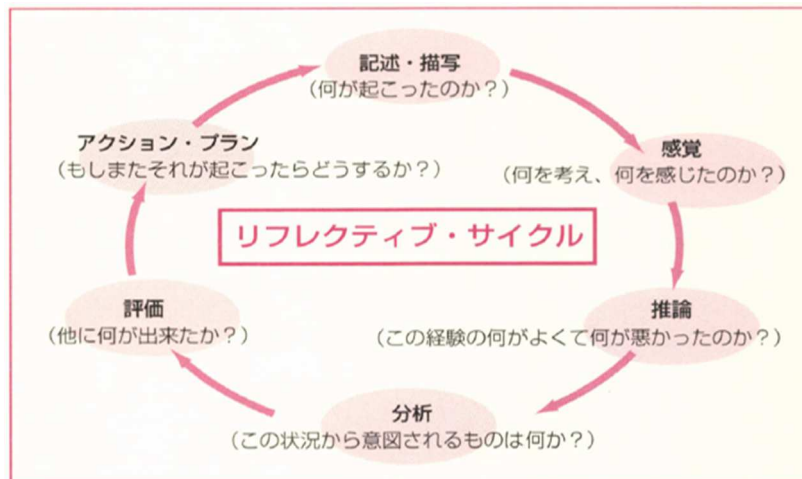 記述・描写
(何が起こったのか?)
感覚
(何を考え、何を感じたのか?)
推論
(この経験の何がよくて何が悪かったのか?)
分析
(この状況から意図されるものは何か?)
評価
(他に何が出来たか?)
アクション・プラン
(もしまたそれが起こったらどうするか?)
リフレクティブ・サイクル